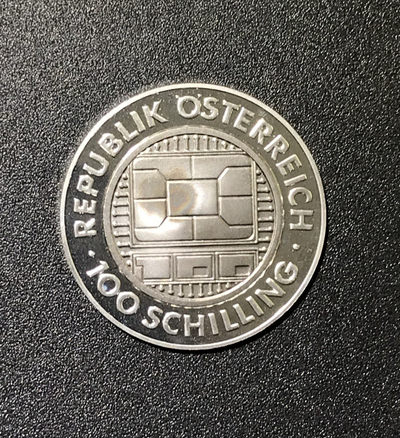 REPUBLIK ÖSTERREICH
· 100 SCHILLING ·